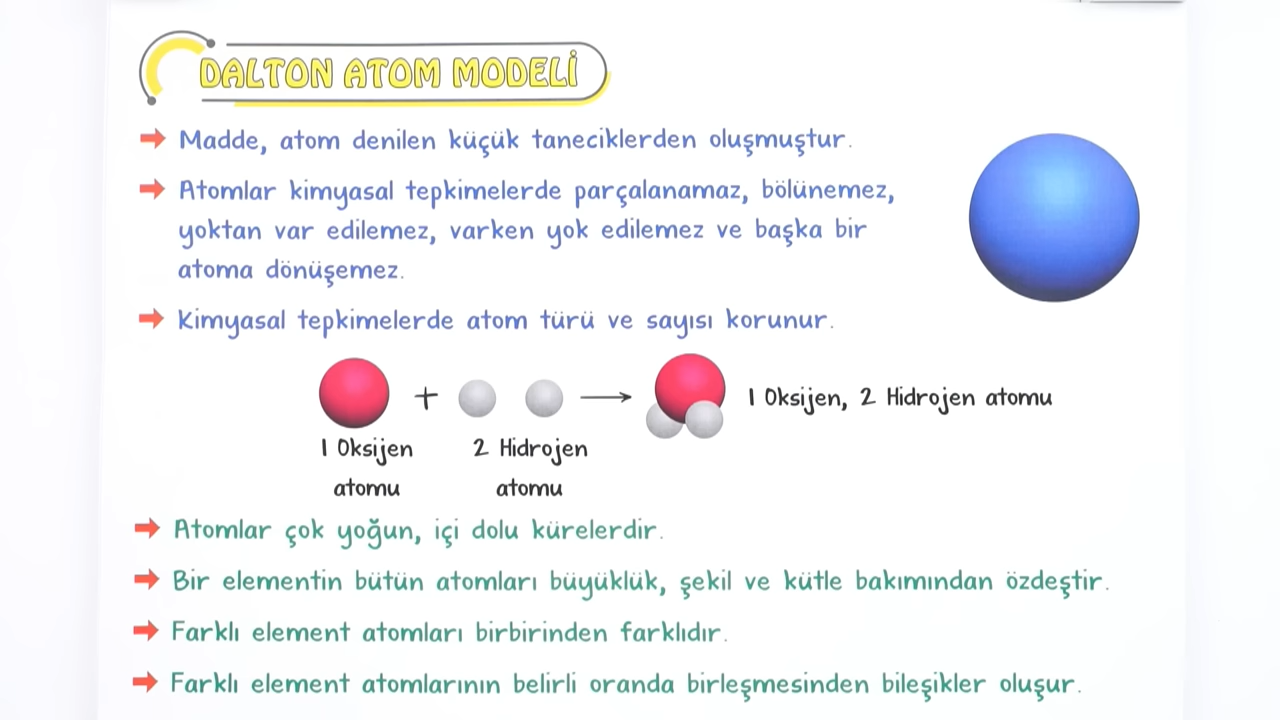 DALTON ATOM MODELİ
Madde, atom denilen küçük taneciklerden oluşmuştur.
Atomlar kimyasal tepkimelerde parçalanamaz, bölünemez,
yoktan var edilemez, varken yok edilemez ve başka bir
atoma dönüşemez.
Kimyasal tepkimelerde atom türü ve sayısı korunur.
+
1 Oksijen, 2 Hidrojen atomu
1 Oksijen
atomu
2 Hidrojen
atomu
Atomlar çok yoğun, içi dolu kürelerdir.
Bir elementin bütün atomları büyüklük, şekil ve kütle bakımından özdeştir.
Farklı element atomları birbirinden farklıdır.
Farklı element atomlarının belirli oranda birleşmesinden bileşikler oluşur.